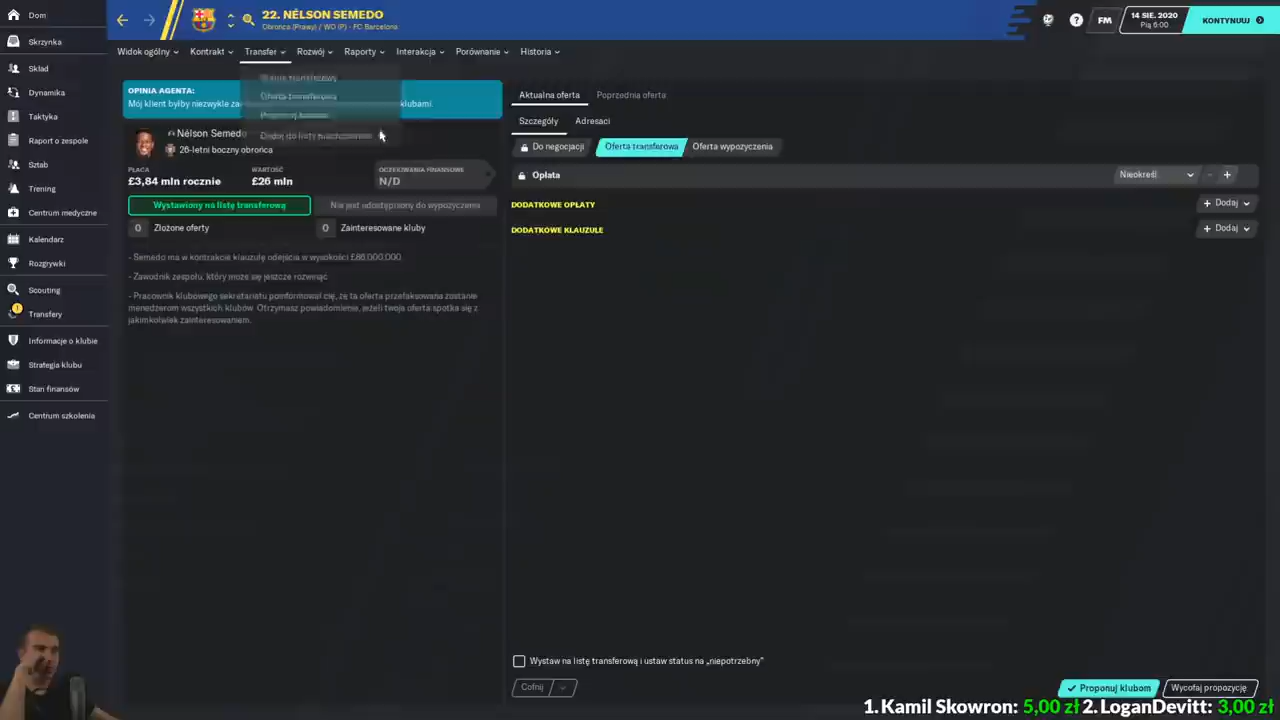 Dom
22. NÉLSON SEMEDO
Obrońca (Prawy) / WO (P) - FC Barcelona
FM
14 SIE. 2020
Pią 6:00
KONTYNUUJ
Skrzynka
Skład
Dynamika
Taktyka
Raport o zespole
Sztab
Trening
Centrum medyczne
Kalendarz
Rozgrywki
Scouting
Transfery
Informacje o klubie
Strategia klubu
Stan finansów
Centrum szkolenia
Widok ogólny
Kontrakt
Transfer
Rozwój
Raporty
Interakcja
Porównanie
Historia
Oferta transferowa
OPINIA AGENTA:
Mój klient byłby niezwykle za
klubami.
Nélson Semedo
26-letni boczny obrońca
PŁACA
£3,84 mln rocznie
WARTOŚĆ
£26 mln
OCZEKIWANIA FINANSOWE
N/D
Wystawiony na listę transferową
Nie jest udostępniony do wypożyczenia
0 Złożone oferty
0 Zainteresowane kluby
- Semedo ma w kontrakcie klauzulę odejścia w wysokości
- Zawodnik zespołu, który może się jeszcze rozwinąć
- Pracownik klubowego sekretariatu poinformował cię, że ta oferta przefaksowana zostanie
menedżerom wszystkich klubów. Otrzymasz powiadomienie, jeżeli twoja oferta spotka się z
jakimkolwiek zainteresowaniem.
Aktualna oferta
Poprzednia oferta
Szczegóły
Adresaci
Do negocjacji
Oferta transferowa
Oferta wypożyczenia
Opłata
Nieokreśl
DODATKOWE OPŁATY
+ Dodaj
DODATKOWE KLAUZULE
+ Dodaj
Wystaw na listę transferową i ustaw status na „niepotrzebny”
Cofnij
Proponuj klubom
Wycofaj propozycję
1. Kamil Skowron: 5,00 zł 2. LoganDevitt: 3,00 zł